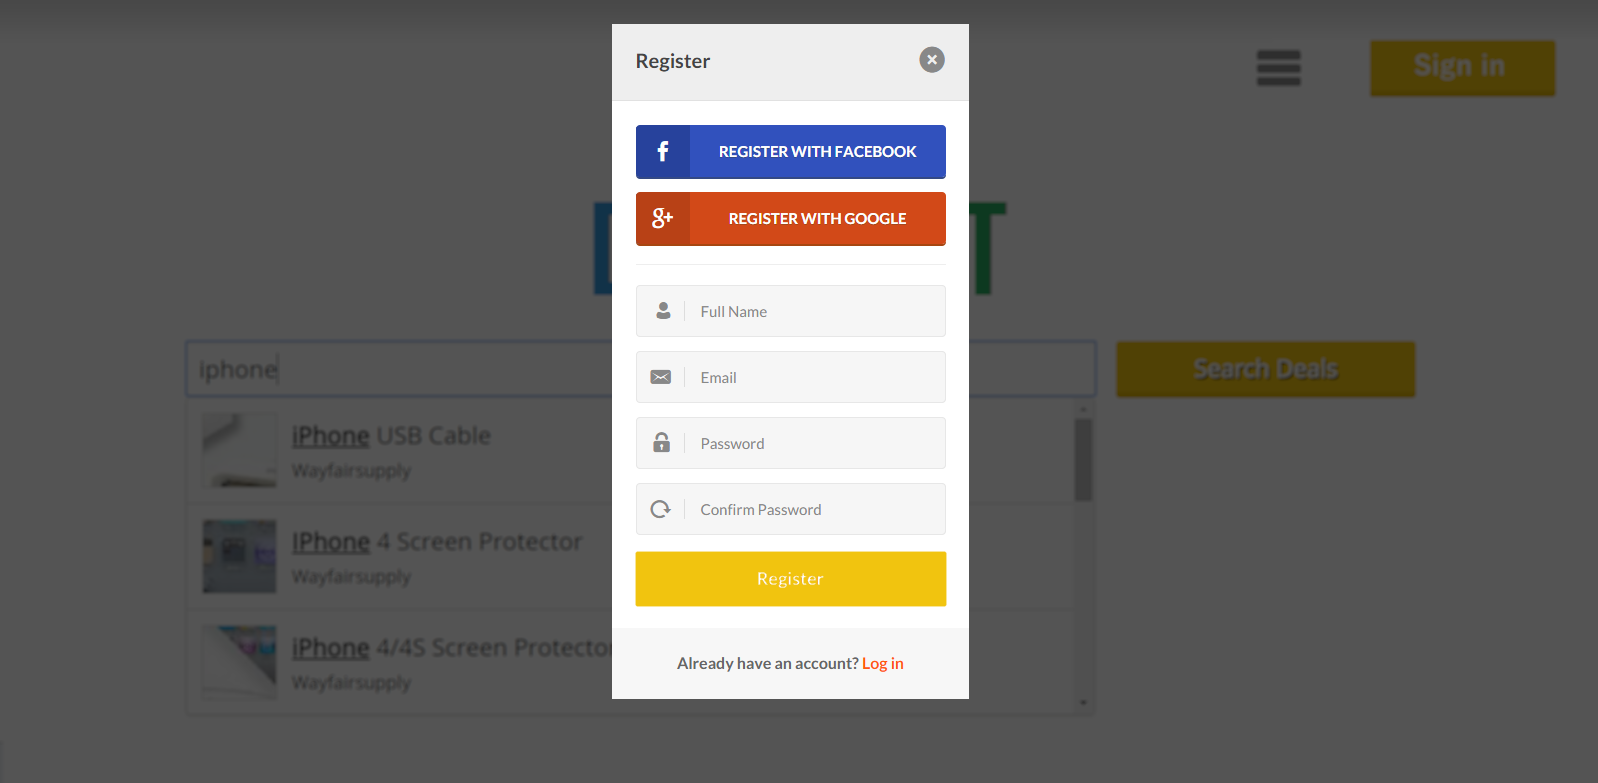 Register
Sign in
f REGISTER WITH FACEBOOK
g+ REGISTER WITH GOOGLE
T
Full Name
iphone
Search Deals
Email
iPhone USB Cable
Wayfairsupply
Password
Confirm Password
IPhone 4 Screen Protector
Wayfairsupply
Register
iPhone 4/4S Screen Protector
Wayfairsupply
Already have an account? Log in